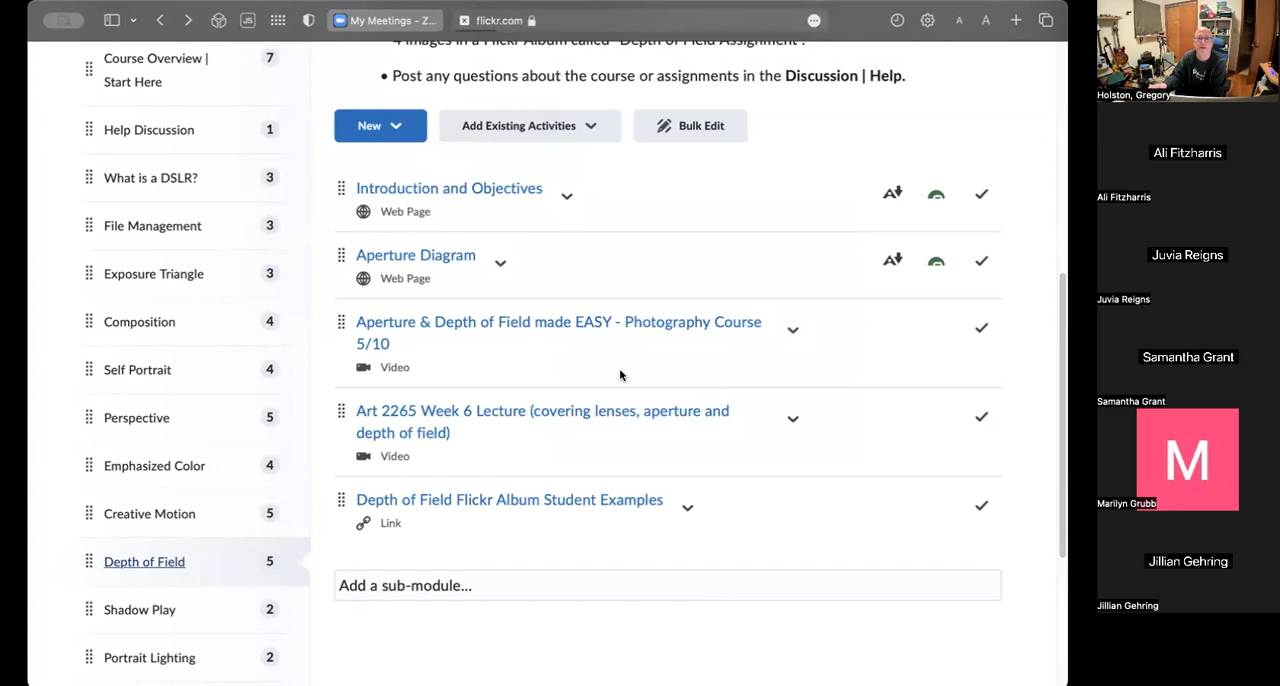 JS
My Meetings - Z...
flickr.com
A
A
4 images in a Flickr Album called "Depth of Field Assignment".
• Post any questions about the course or assignments in the Discussion | Help.
New
Add Existing Activities
Bulk Edit
Course Overview |
Start Here
7
Help Discussion
1
What is a DSLR?
3
File Management
3
Exposure Triangle
3
Composition
4
Self Portrait
4
Perspective
5
Emphasized Color
4
Creative Motion
5
Depth of Field
5
Shadow Play
2
Portrait Lighting
2
Introduction and Objectives
Web Page
Aperture Diagram
Web Page
Aperture & Depth of Field made EASY - Photography Course
5/10
Video
Art 2265 Week 6 Lecture (covering lenses, aperture and
depth of field)
Video
Depth of Field Flickr Album Student Examples
Link
Add a sub-module...
Holston, Gregory
Ali Fitzharris
Ali Fitzharris
Juvia Reigns
Juvia Reigns
Samantha Grant
Samantha Grant
M
Marilyn Grubb
Jillian Gehring
Jillian Gehring